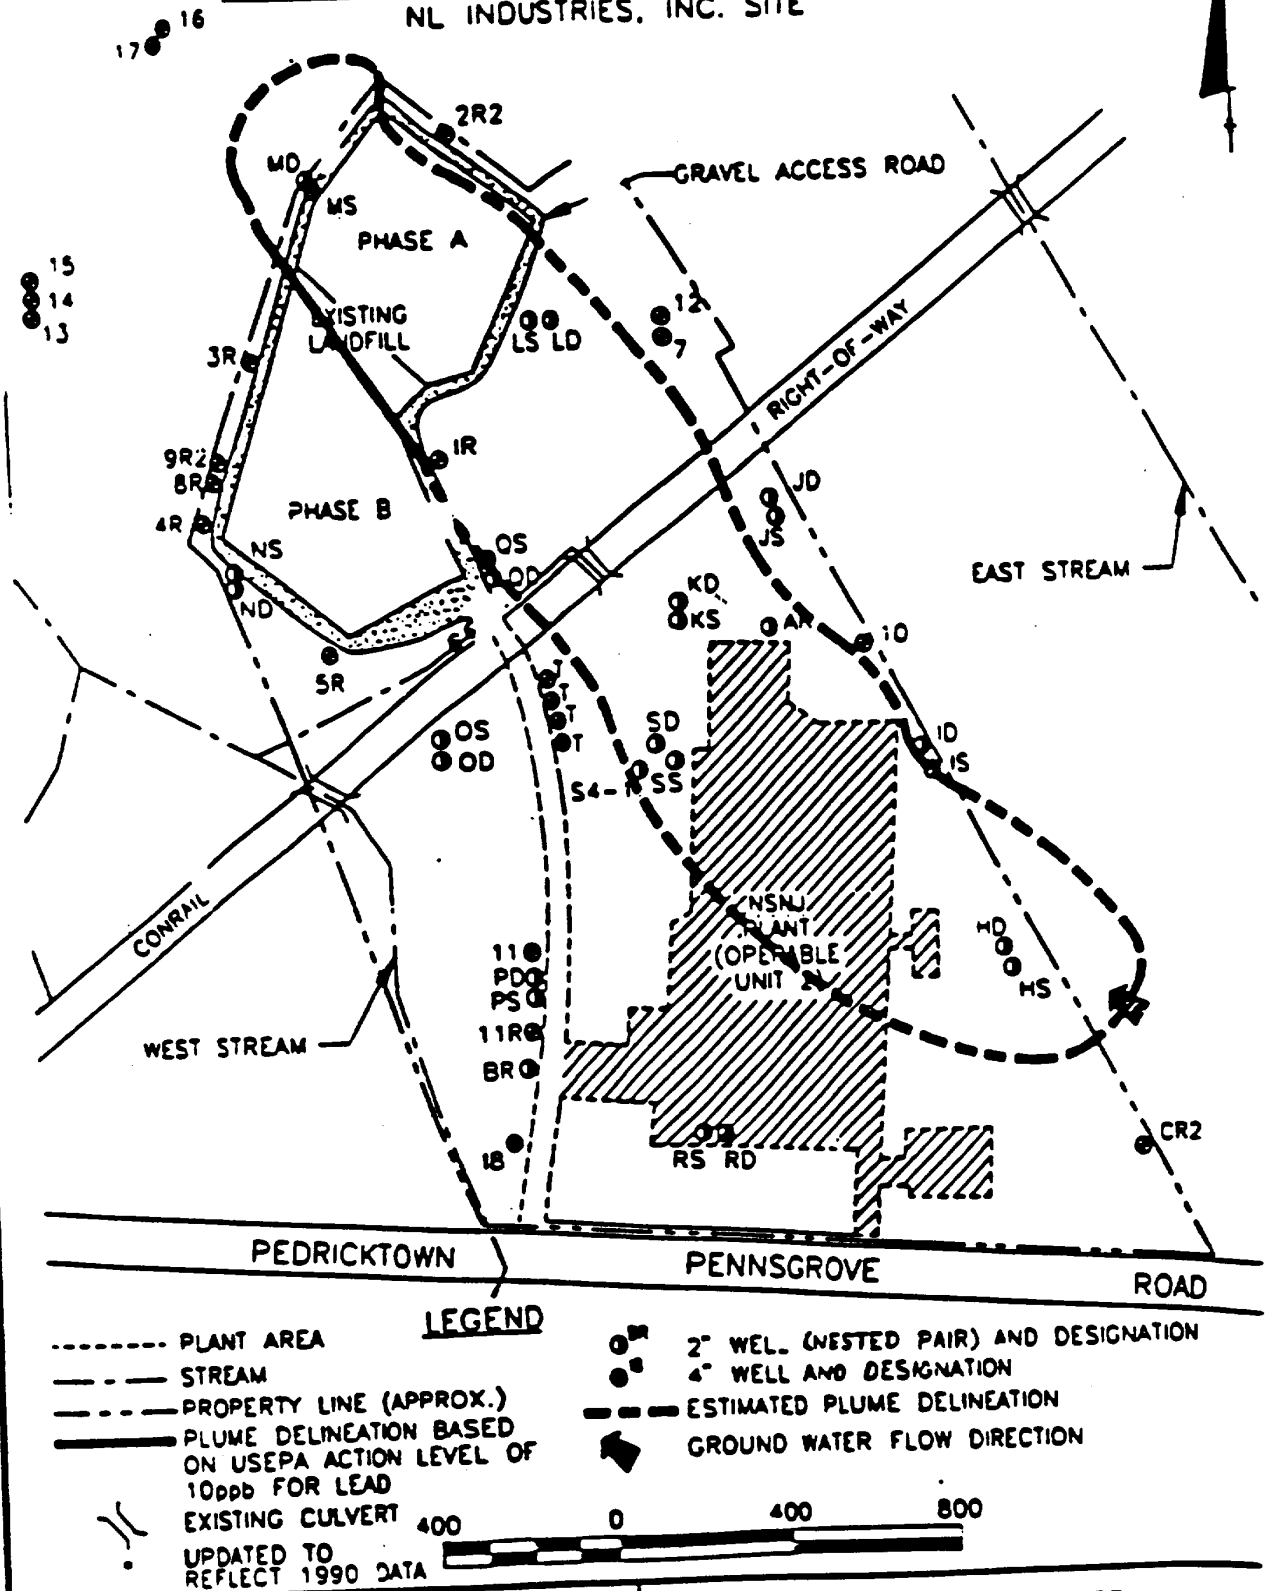 NL INDUSTRIES, INC. SITE
16
17
2R2
GRAVEL ACCESS ROAD
MD
MS
PHASE A
15
14
13
EXISTING
LANDFILL
LS LD
12
7
RIGHT-OF-WAY
3R
1R
9R2
8R
4R
PHASE B
NS
ND
OS
OD
JD
JS
EAST STREAM
KD
KS
AR
10
5R
T
T
T
T
OS
OD
SD
SS
ID
IS
CONRAIL
NSNJ
PLANT
(OPERABLE
UNIT 2)
HD
HS
11
PD
PS
11R
BR
WEST STREAM
18
RS RD
CR2
PEDRICKTOWN PENNSGROVE ROAD
LEGEND
PLANT AREA
STREAM
PROPERTY LINE (APPROX.)
PLUME DELINEATION BASED
ON USEPA ACTION LEVEL OF
10ppb FOR LEAD
EXISTING CULVERT
UPDATED TO
REFLECT 1990 DATA
BR
2" WELL (NESTED PAIR) AND DESIGNATION
4" WELL AND DESIGNATION
ESTIMATED PLUME DELINEATION
GROUND WATER FLOW DIRECTION
400 0 400 800